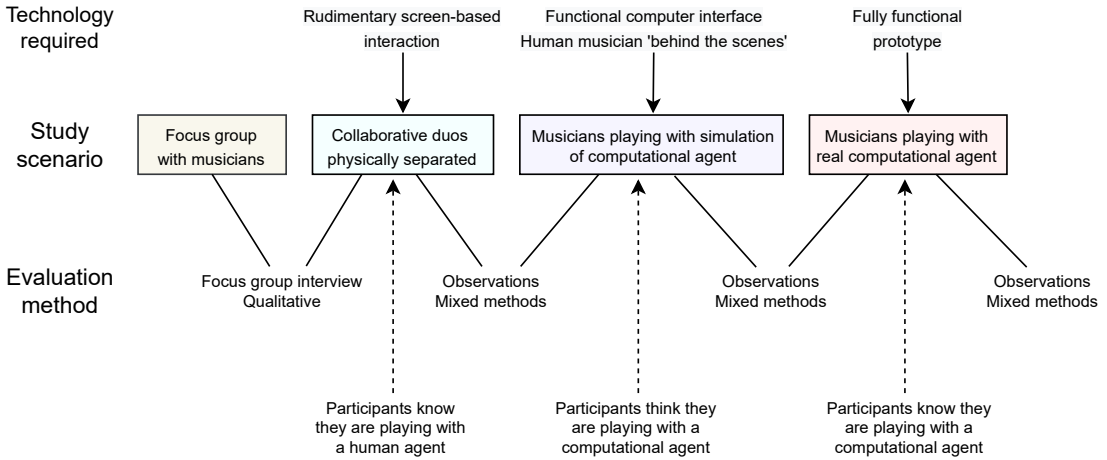 Technology
required
Rudimentary screen-based
interaction
Functional computer interface
Human musician 'behind the scenes'
Fully functional
prototype
Study
scenario
Focus group
with musicians
Collaborative duos
physically separated
Musicians playing with simulation
of computational agent
Musicians playing with
real computational agent
Evaluation
method
Focus group interview
Qualitative
Observations
Mixed methods
Observations
Mixed methods
Observations
Mixed methods
Participants know
they are playing with
a human agent
Participants think they
are playing with a
computational agent
Participants know they
are playing with a
computational agent